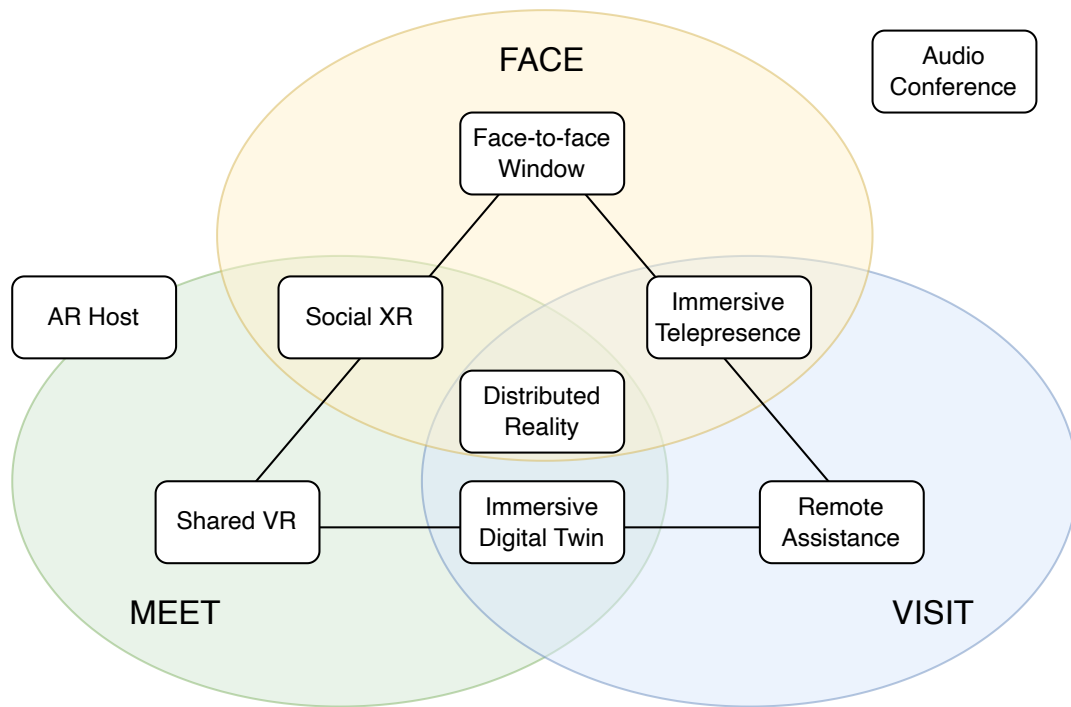 FACE
Audio
Conference
Face-to-face
Window
AR Host
Social XR
Immersive
Telepresence
Distributed
Reality
Shared VR
Immersive
Digital Twin
Remote
Assistance
MEET
VISIT